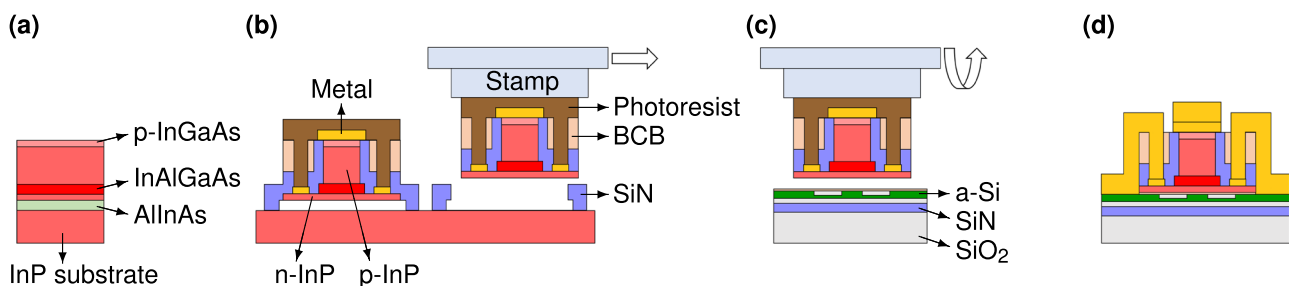 (a)
p-InGaAs
InAlGaAs
AlInAs
InP substrate
(b)
Stamp
Metal
Photoresist
BCB
SiN
n-InP
p-InP
(c)
a-Si
SiN
SiO2
(d)